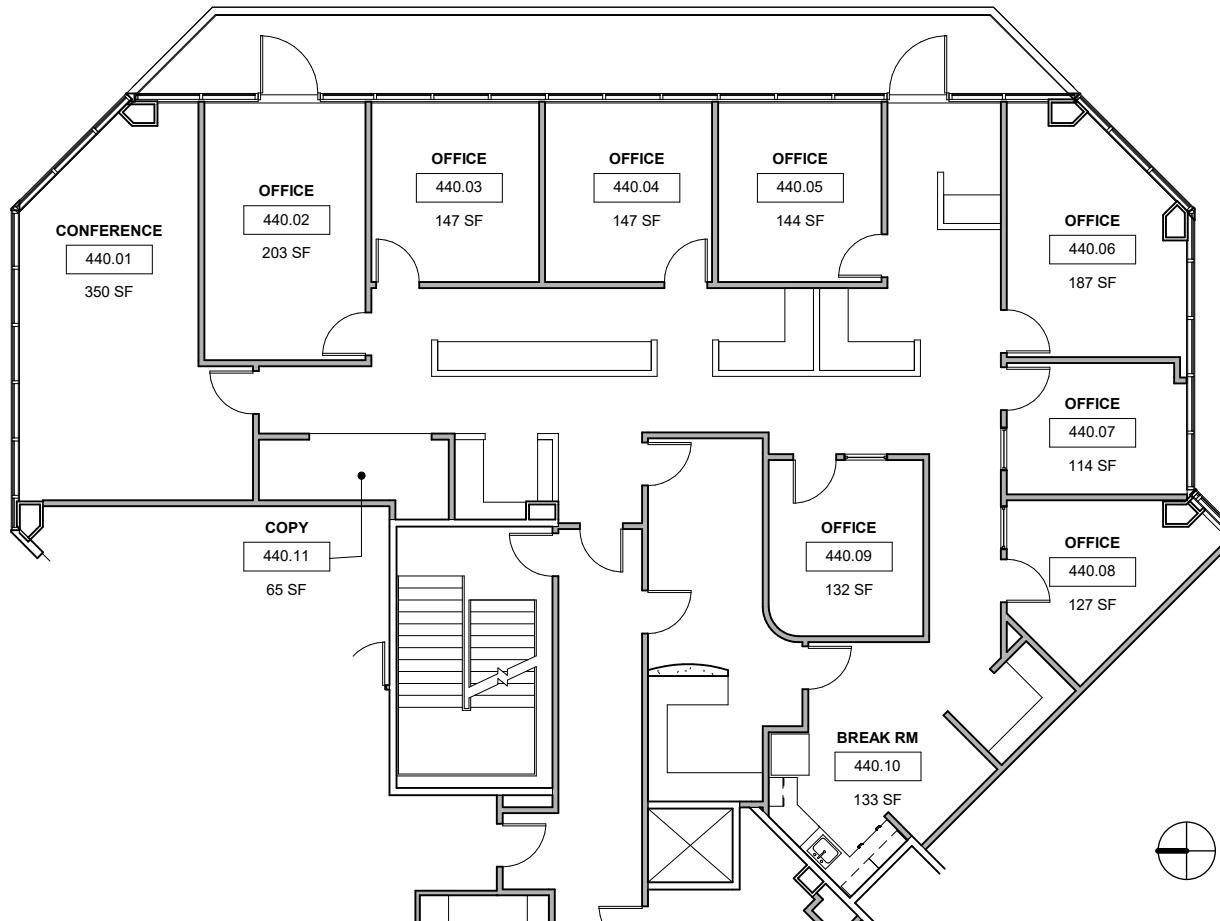 CONFERENCE
440.01
350 SF
OFFICE
440.02
203 SF
OFFICE
440.03
147 SF
OFFICE
440.04
147 SF
OFFICE
440.05
144 SF
OFFICE
440.06
187 SF
OFFICE
440.07
114 SF
OFFICE
440.08
127 SF
OFFICE
440.09
132 SF
COPY
440.11
65 SF
BREAK RM
440.10
133 SF